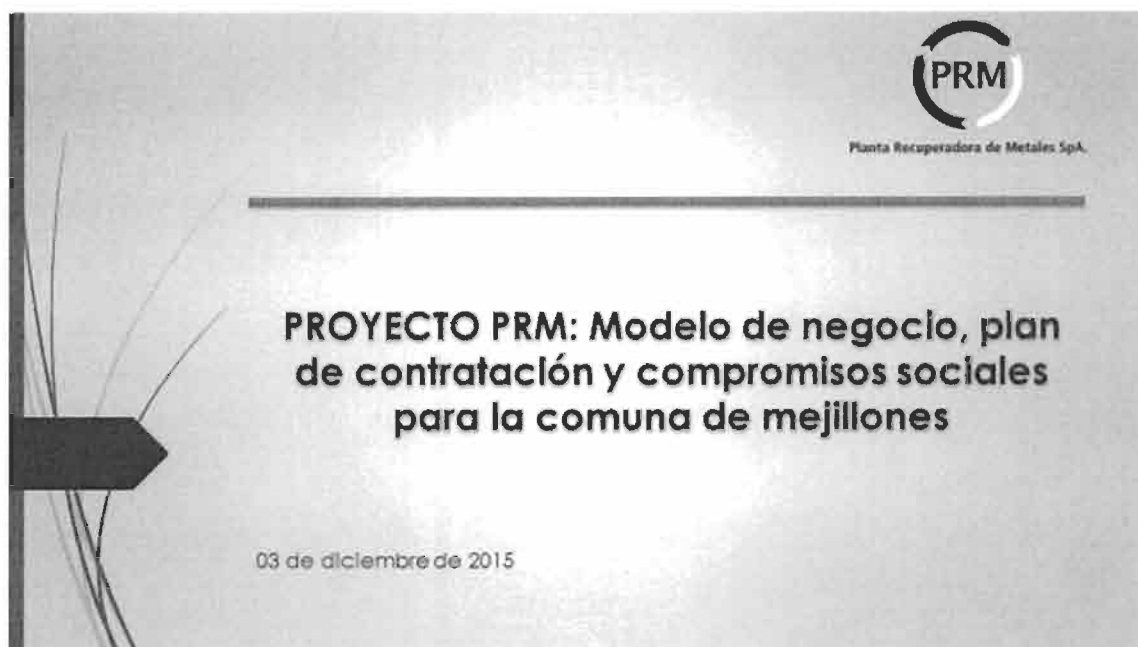 PRM
Planta Recuperadora de Metales SpA.
PROYECTO PRM: Modelo de negocio, plan
de contratación y compromisos sociales
para la comuna de mejillones
03 de diciembre de 2015